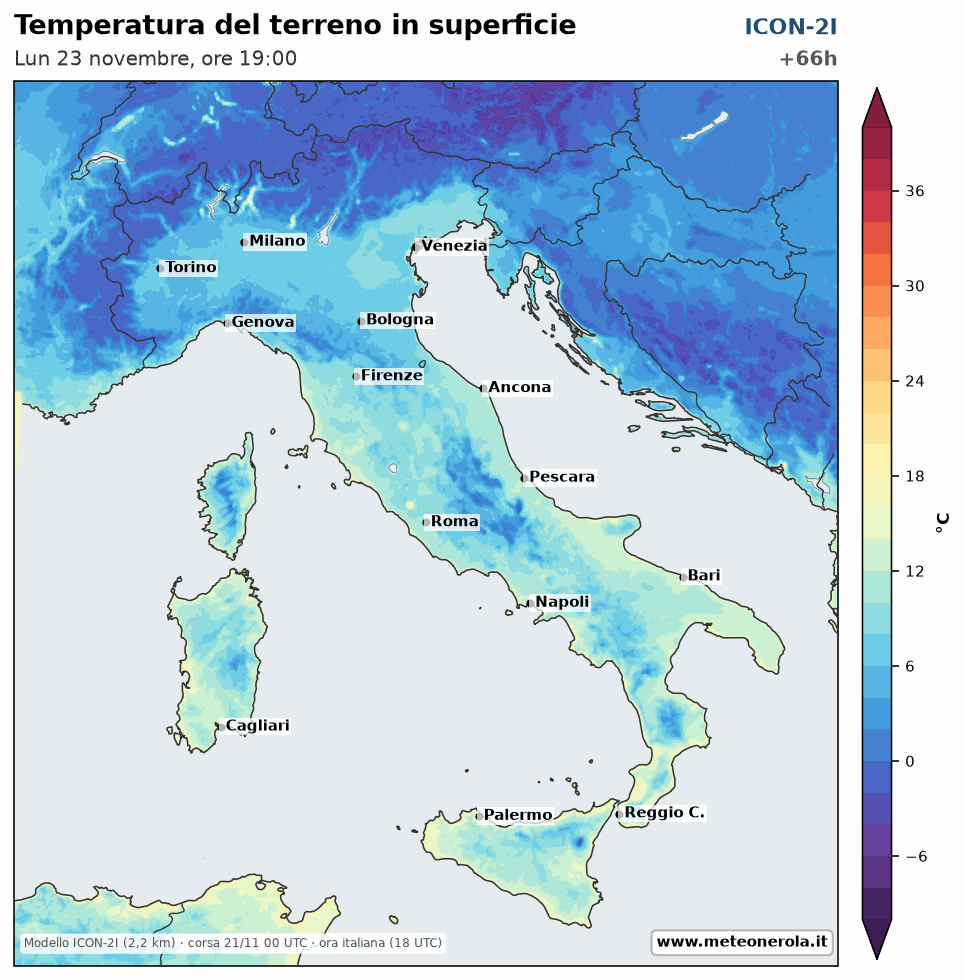 Temperatura del terreno in superficie
ICON-2I
Lun 23 novembre, ore 19:00
+66h
Milano
Venezia
Torino
Genova
Bologna
Firenze
Ancona
Pescara
Roma
Bari
Napoli
Cagliari
Palermo
Reggio C.
36
30
24
18
12
6
0
−6
°C
Modello ICON-2I (2,2 km) · corsa 21/11 00 UTC · ora italiana (18 UTC)
www.meteonerola.it